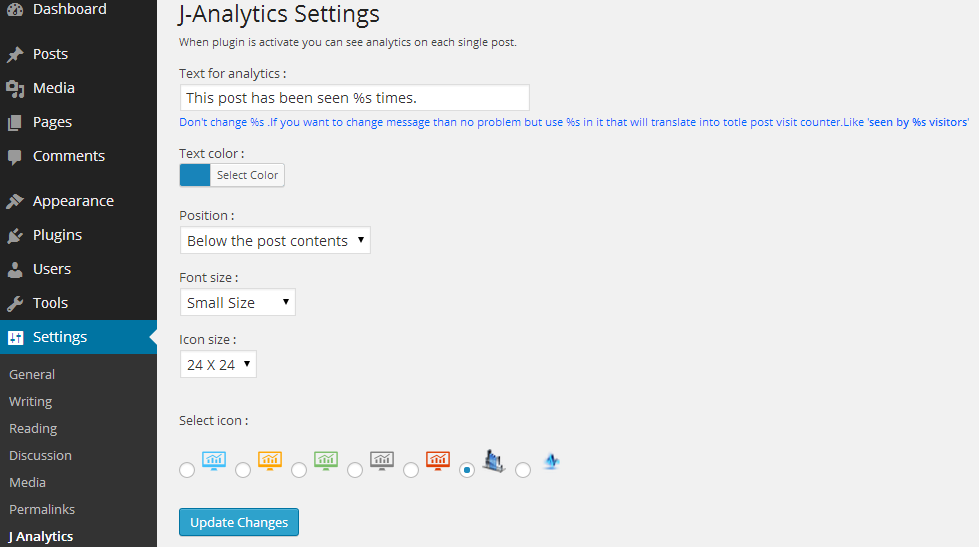 Dashboard
Posts
Media
Pages
Comments
Appearance
Plugins
Users
Tools
Settings
General
Writing
Reading
Discussion
Media
Permalinks
J Analytics
J-Analytics Settings
When plugin is activate you can see analytics on each single post.
Text for analytics :
This post has been seen %s times.
Don't change %s .If you want to change message than no problem but use %s in it that will translate into totle post visit counter.Like 'seen by %s visitors'
Text color :
Select Color
Position :
Below the post contents
Font size :
Small Size
Icon size :
24 X 24
Select icon :
Update Changes